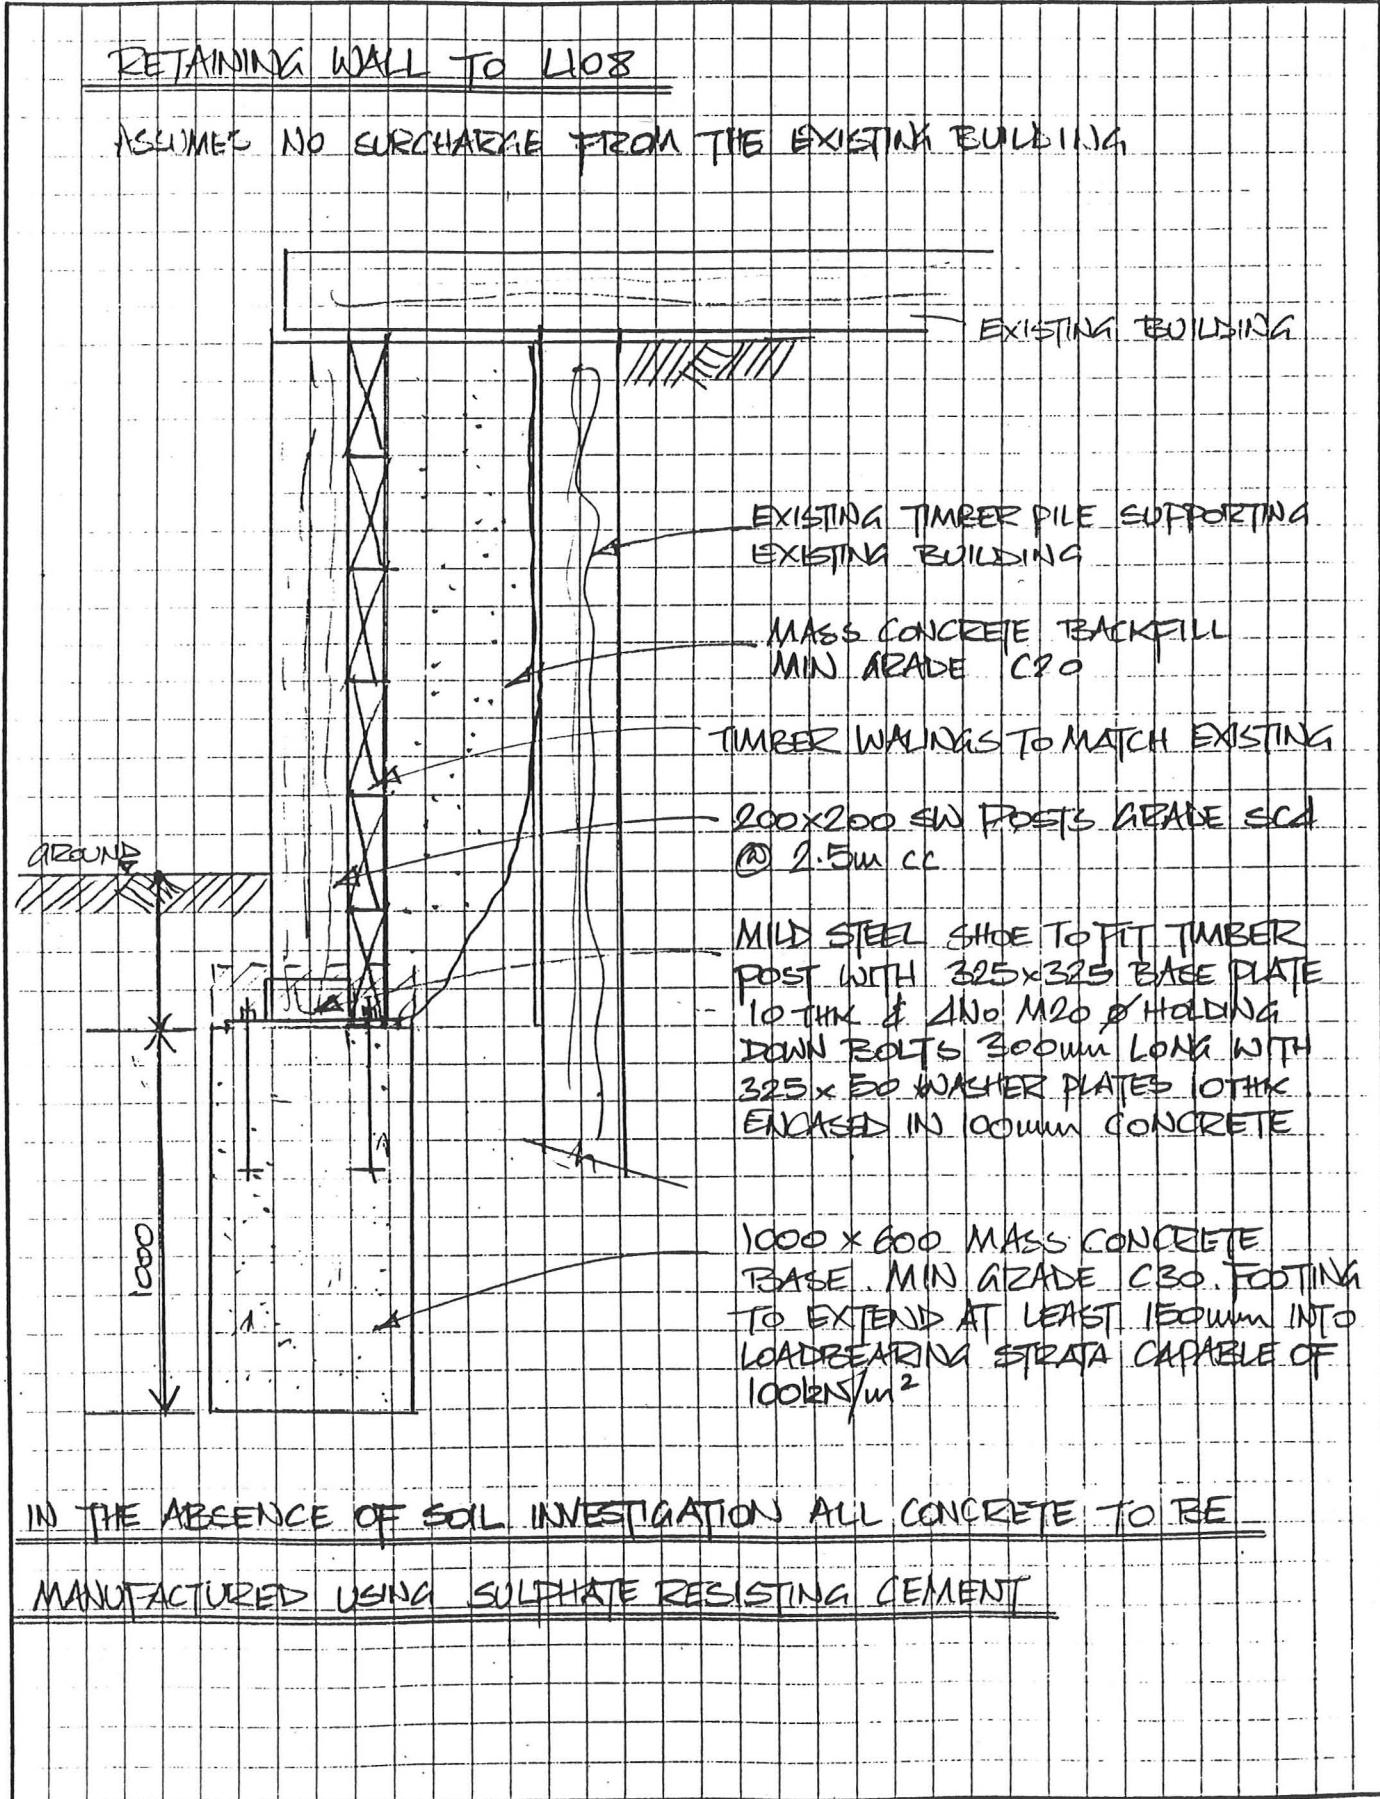 RETAINING WALL TO U108
ASSUMES NO SURCHARGE FROM THE EXISTING BUILDING
EXISTING BUILDING
EXISTING TIMBER PILE SUPPORTING
EXISTING BUILDING
MASS CONCRETE BACKFILL
MIN GRADE C20
TIMBER WALINGS TO MATCH EXISTING
200x200 SW POSTS GRADE SC4
@ 2.5m cc
GROUND
MILD STEEL SHOE TO FIT TIMBER
POST WITH 325x325 BASE PLATE
10 THK & 4No M20 Ø HOLDING
DOWN BOLTS 300mm LONG WITH
325 x 50 WASHER PLATES 10THK
ENCASED IN 100mm CONCRETE
1000
1000 x 600 MASS CONCRETE
BASE. MIN GRADE C30. FOOTING
TO EXTEND AT LEAST 150mm INTO
LOADBEARING STRATA CAPABLE OF
100kN/m²
IN THE ABSENCE OF SOIL INVESTIGATION ALL CONCRETE TO BE
MANUFACTURED USING SULPHATE RESISTING CEMENT